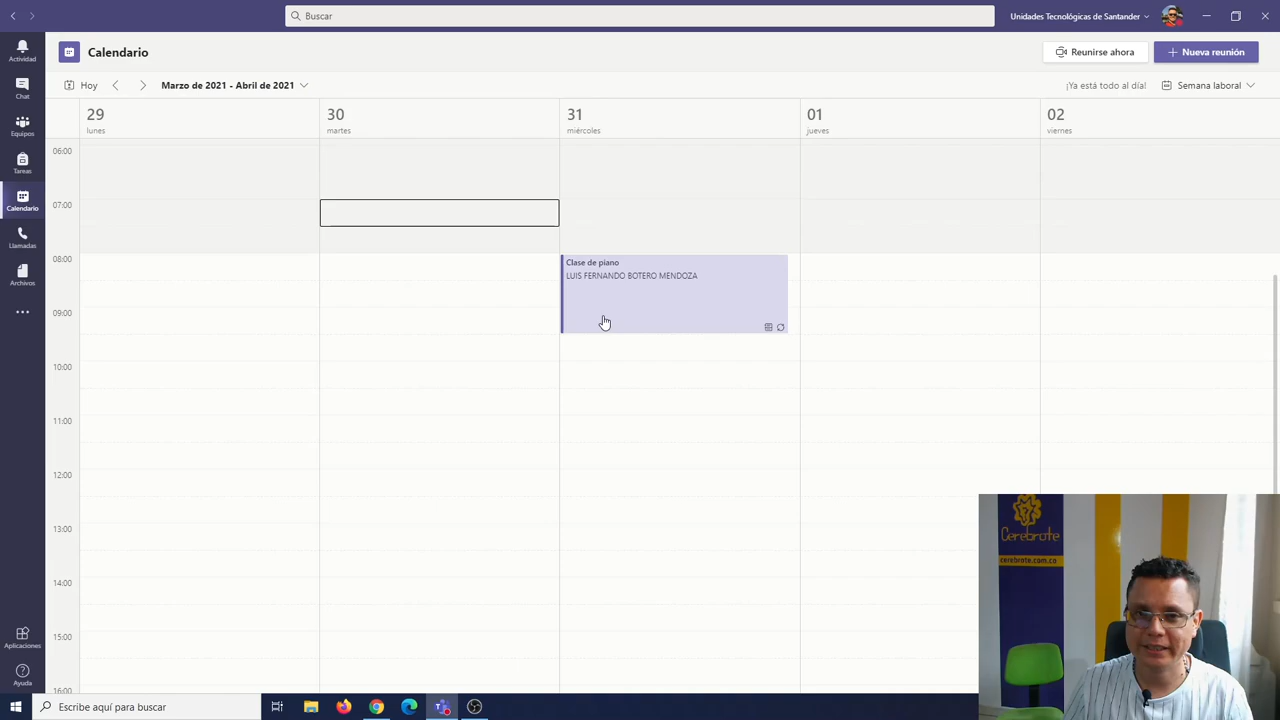 Buscar
Unidades Tecnológicas de Santander
Actividad
Chat
Equipos
Tareas
Calendario
Llamadas
Archivos
Aplicaciones
Ayuda
Calendario
Reunirse ahora
Nueva reunión
Hoy
Marzo de 2021 - Abril de 2021
¡Ya está todo al día!
Semana laboral
29
lunes
30
martes
31
miércoles
01
jueves
02
viernes
06:00
07:00
08:00
09:00
10:00
11:00
12:00
13:00
14:00
15:00
16:00
Clase de piano
LUIS FERNANDO BOTERO MENDOZA
Cerebrote
cerebrote.com.co
Escribe aquí para buscar